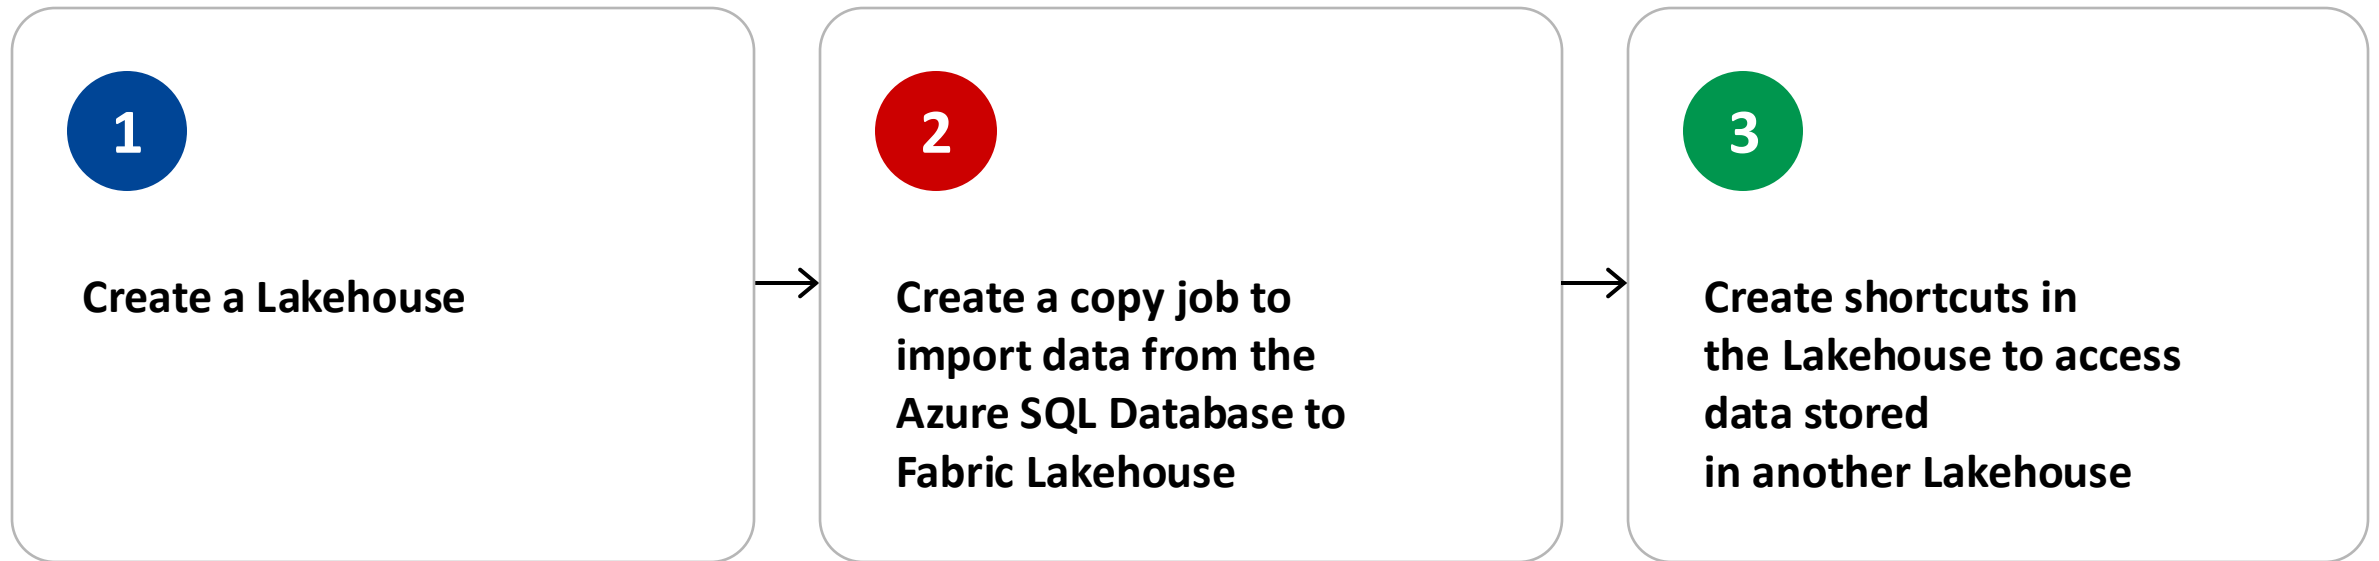 1
Create a Lakehouse
2
Create a copy job to
import data from the
Azure SQL Database to
Fabric Lakehouse
3
Create shortcuts in
the Lakehouse to access
data stored
in another Lakehouse